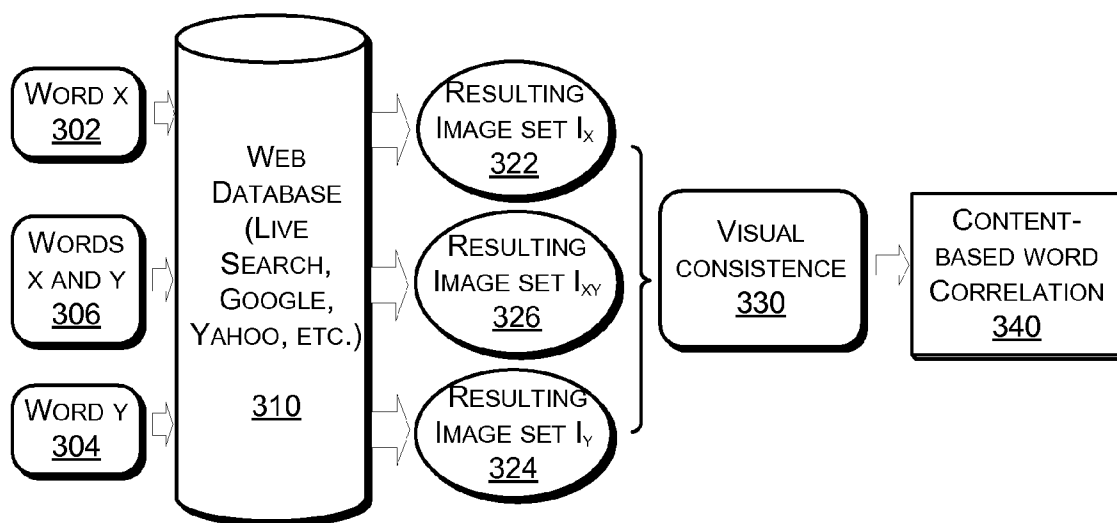 WORD X
302
WORDS
X AND Y
306
WORD Y
304
WEB
DATABASE
(LIVE
SEARCH,
GOOGLE,
YAHOO, ETC.)
310
RESULTING
IMAGE SET IX
322
RESULTING
IMAGE SET IXY
326
RESULTING
IMAGE SET IY
324
VISUAL
CONSISTENCE
330
CONTENT-
BASED WORD
CORRELATION
340